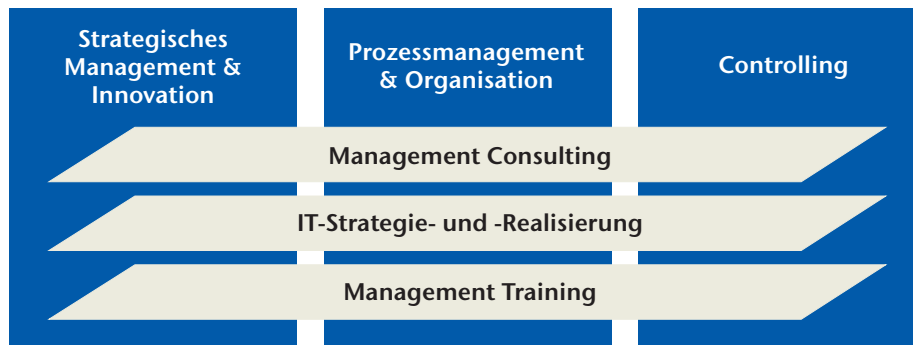 Strategisches
Management &
Innovation
Prozessmanagement
& Organisation
Controlling
Management Consulting
IT-Strategie- und -Realisierung
Management Training